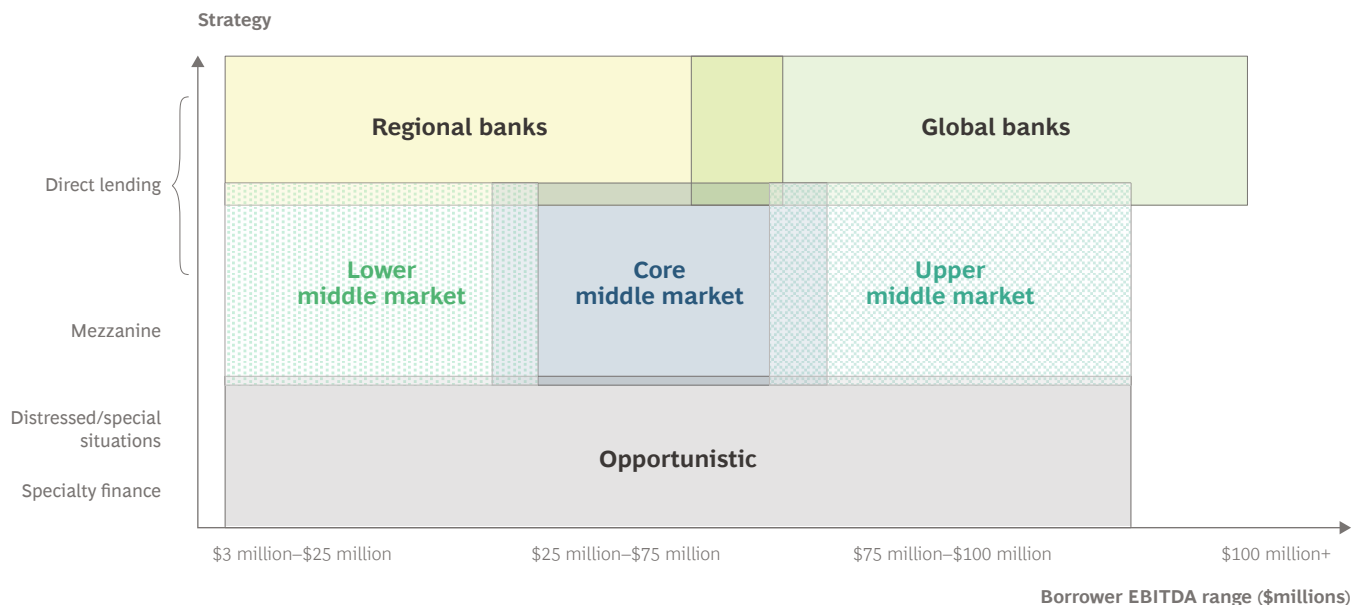 Strategy
Regional banks
Global banks
Direct lending
Lower
middle market
Core
middle market
Upper
middle market
Mezzanine
Distressed/special
situations
Opportunistic
Specialty finance
$3 million–$25 million
$25 million–$75 million
$75 million–$100 million
$100 million+
Borrower EBITDA range ($millions)